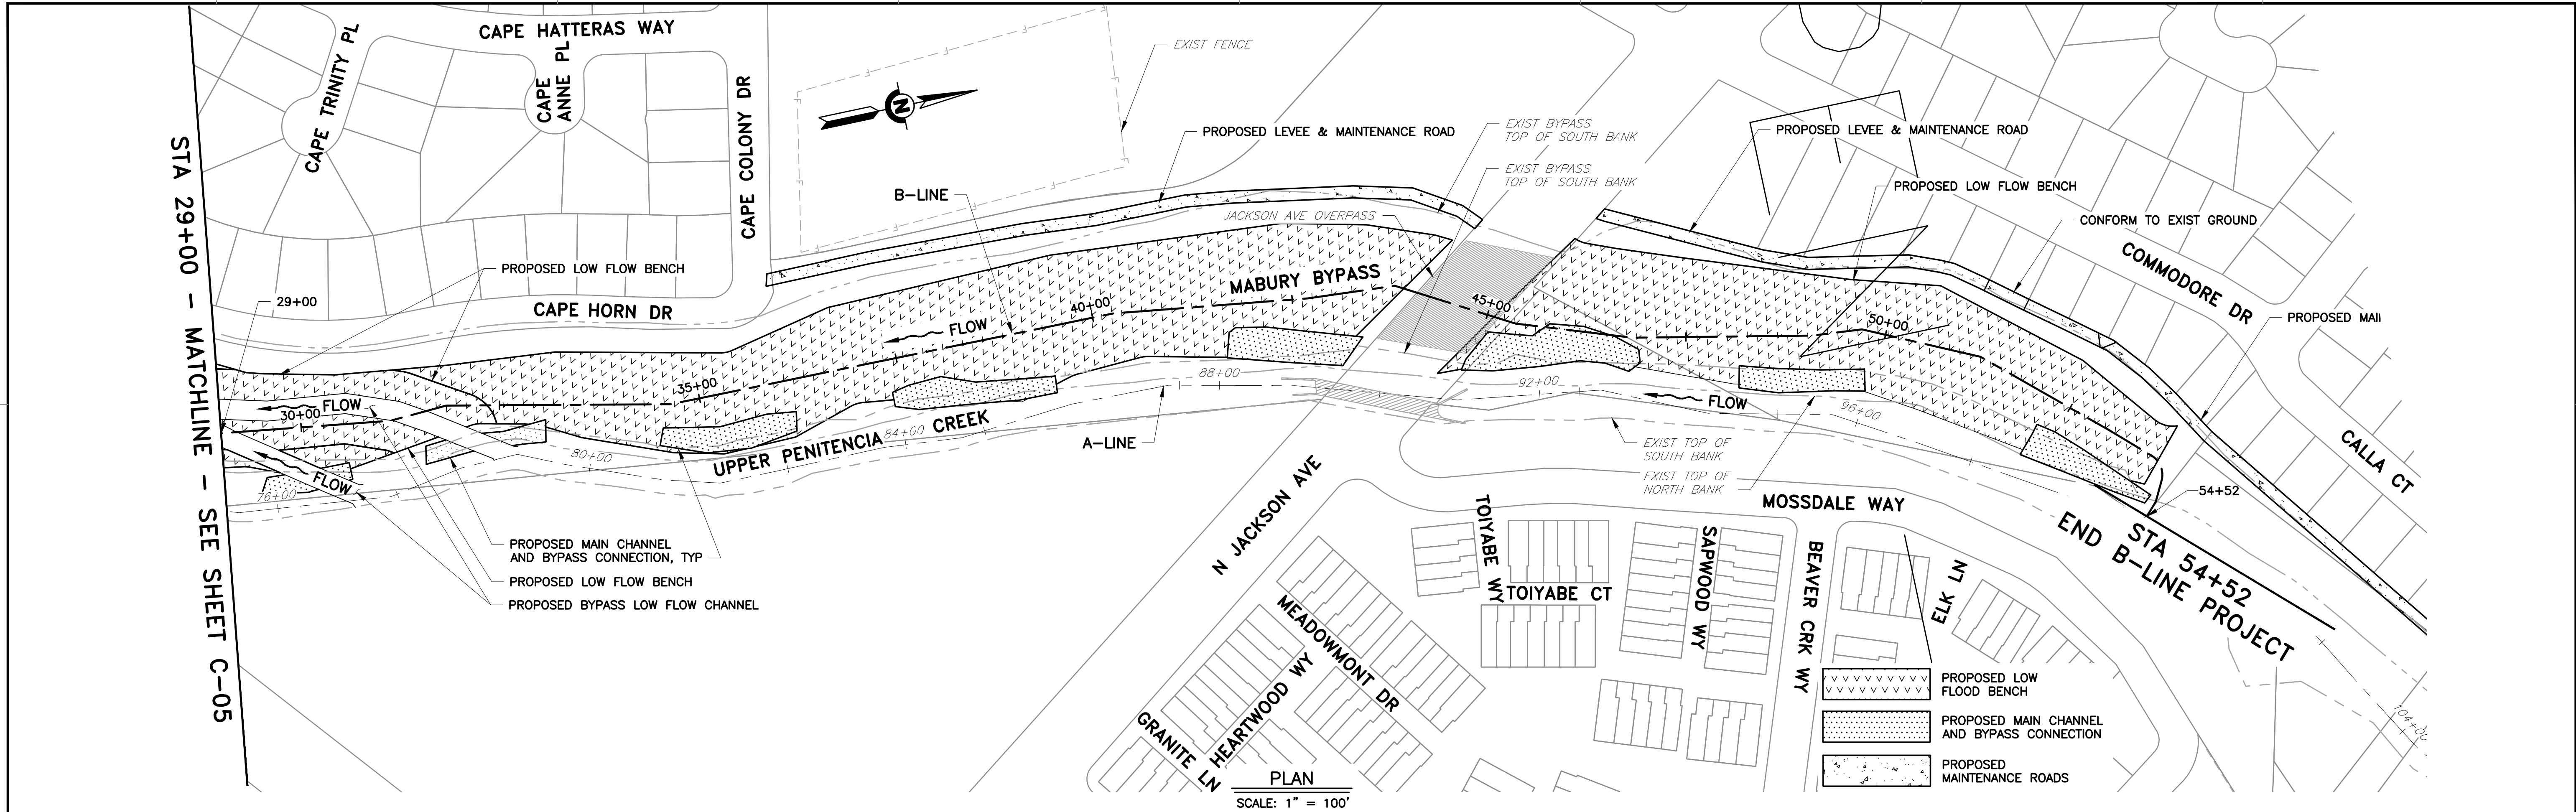 CAPE HATTERAS WAY
CAPE TRINITY PL
CAPE
ANNE PL
CAPE COLONY DR
EXIST FENCE
N
PROPOSED LEVEE & MAINTENANCE ROAD
EXIST BYPASS
TOP OF SOUTH BANK
EXIST BYPASS
TOP OF SOUTH BANK
PROPOSED LEVEE & MAINTENANCE ROAD
PROPOSED LOW FLOW BENCH
CONFORM TO EXIST GROUND
COMMODORE DR
PROPOSED MAI
B-LINE
JACKSON AVE OVERPASS
STA 29+00 - MATCHLINE - SEE SHEET C-05
PROPOSED LOW FLOW BENCH
29+00
CAPE HORN DR
MABURY BYPASS
FLOW
40+00
45+00
50+00
35+00
FLOW
30+00
FLOW
76+00
80+00
UPPER PENITENCIA CREEK
84+00
88+00
92+00
96+00
FLOW
A-LINE
EXIST TOP OF
SOUTH BANK
EXIST TOP OF
NORTH BANK
CALLA CT
54+52
STA 54+52
END B-LINE PROJECT
104+00
PROPOSED MAIN CHANNEL
AND BYPASS CONNECTION, TYP
PROPOSED LOW FLOW BENCH
PROPOSED BYPASS LOW FLOW CHANNEL
N JACKSON AVE
MOSSDALE WAY
TOIYABE WY
TOIYABE CT
SAPWOOD WY
BEAVER CRK WY
ELK LN
MEADOWMONT DR
HEARTWOOD WY
GRANITE LN
PROPOSED LOW
FLOOD BENCH
PROPOSED MAIN CHANNEL
AND BYPASS CONNECTION
PROPOSED
MAINTENANCE ROADS
PLAN
SCALE: 1" = 100'